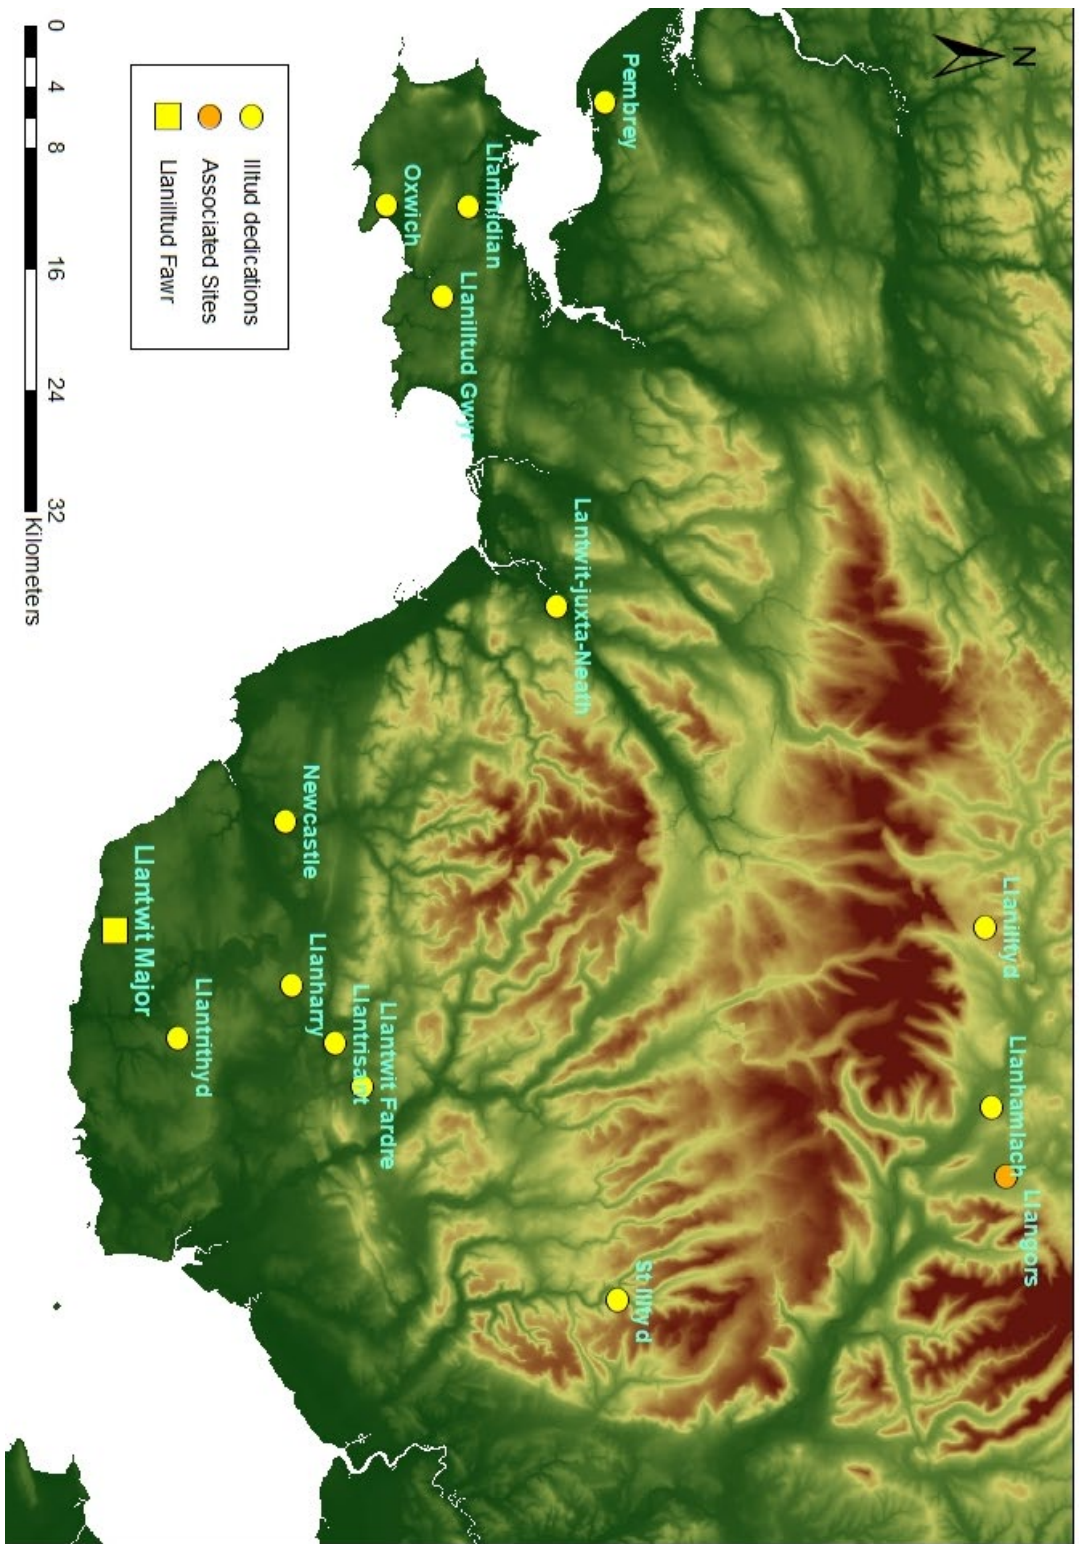 N
Llangors
Llanilltyd
Llanhamlach
St Illtyd
Pembrey
Lantwit-juxta-Neath
Llanrhidian
Llanilltud Gwyr
Oxwich
Llantwit Fardre
Llantrisant
Llanharry
Newcastle
Llantrithyd
Llantwit Major
Illtud dedications
Associated Sites
Llanilltud Fawr
0 4 8 16 24 32
Kilometers